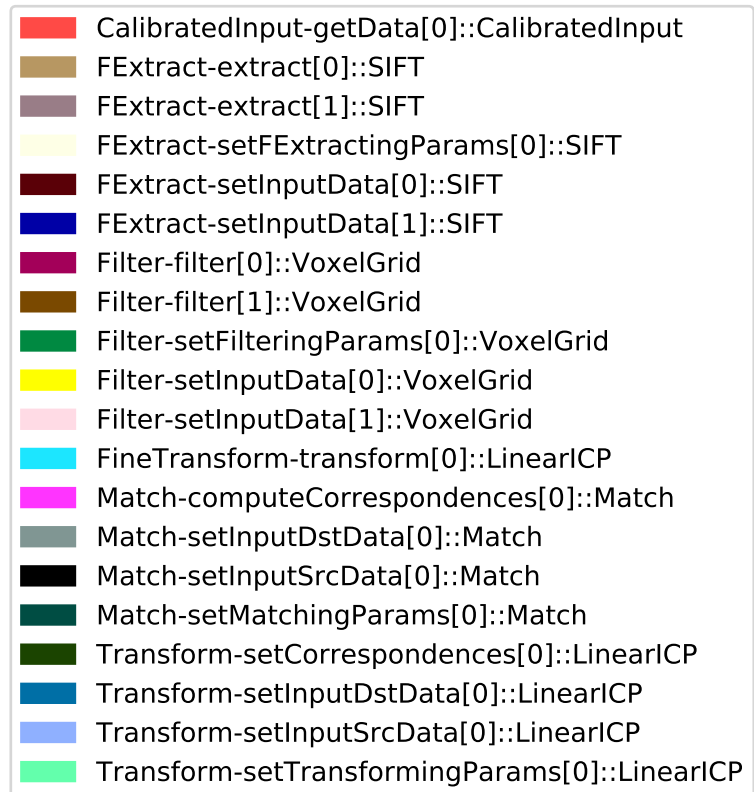 CalibratedInput-getData[0]::CalibratedInput
FExtract-extract[0]::SIFT
FExtract-extract[1]::SIFT
FExtract-setFExtractingParams[0]::SIFT
FExtract-setInputData[0]::SIFT
FExtract-setInputData[1]::SIFT
Filter-filter[0]::VoxelGrid
Filter-filter[1]::VoxelGrid
Filter-setFilteringParams[0]::VoxelGrid
Filter-setInputData[0]::VoxelGrid
Filter-setInputData[1]::VoxelGrid
FineTransform-transform[0]::LinearICP
Match-computeCorrespondences[0]::Match
Match-setInputDstData[0]::Match
Match-setInputSrcData[0]::Match
Match-setMatchingParams[0]::Match
Transform-setCorrespondences[0]::LinearICP
Transform-setInputDstData[0]::LinearICP
Transform-setInputSrcData[0]::LinearICP
Transform-setTransformingParams[0]::LinearICP